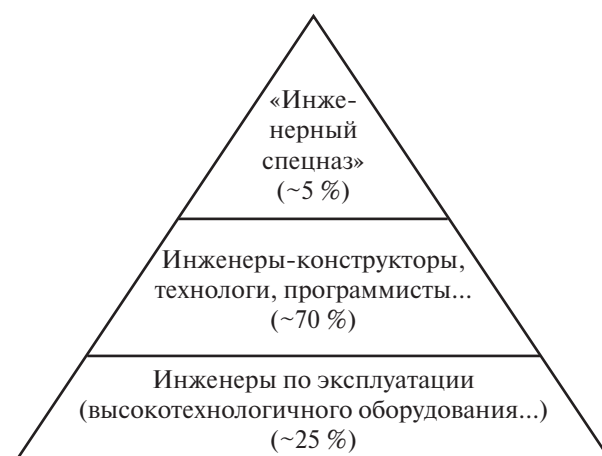 «Инже-
нерный
спецназ»
(~5 %)
Инженеры-конструкторы,
технологи, программисты...
(~70 %)
Инженеры по эксплуатации
(высокотехнологичного оборудования...)
(~25 %)